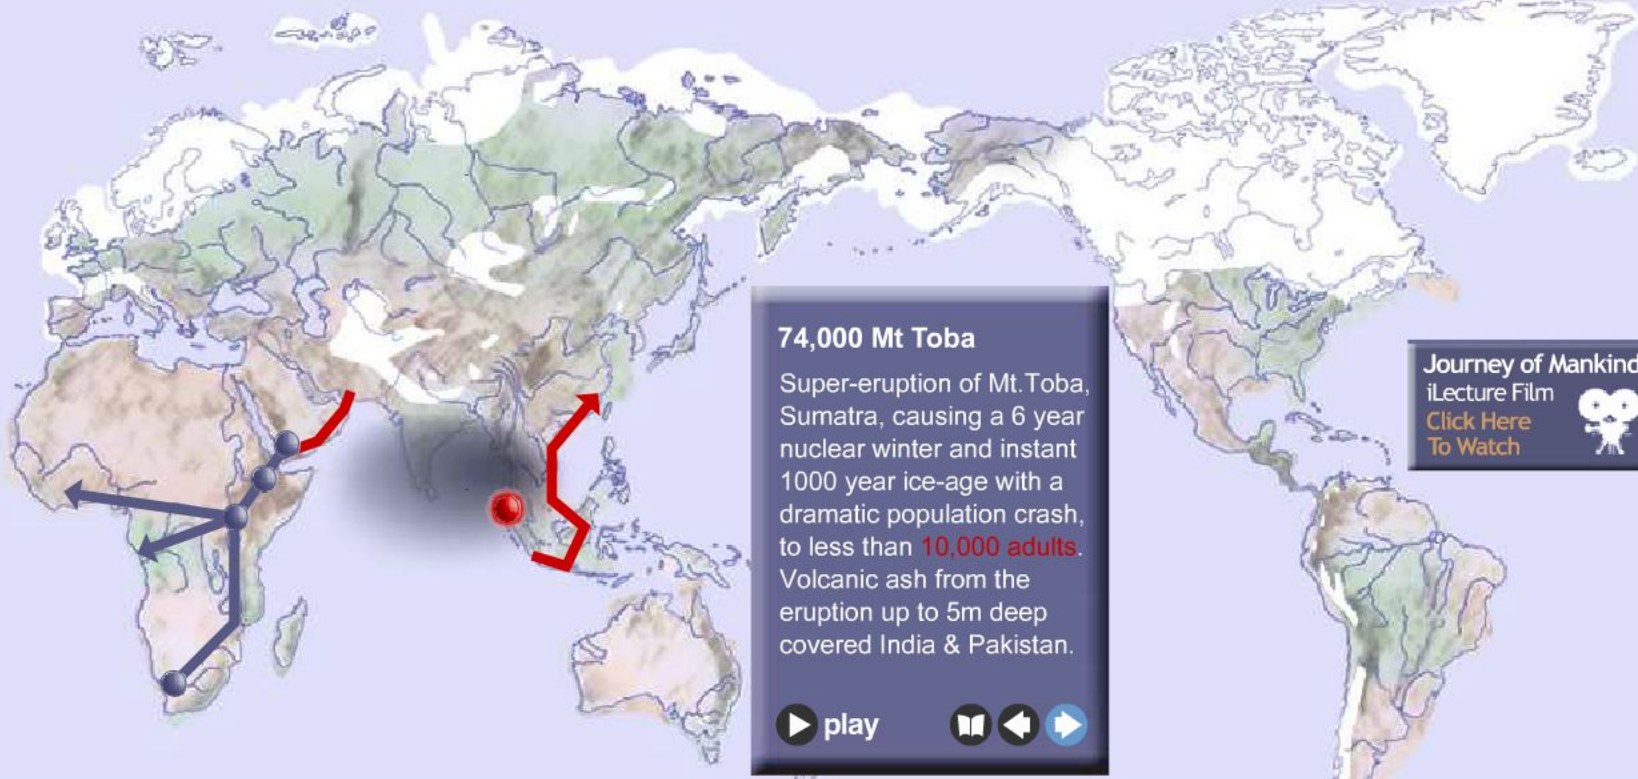 74,000 Mt Toba
Super-eruption of Mt.Toba,
Sumatra, causing a 6 year
nuclear winter and instant
1000 year ice-age with a
dramatic population crash,
to less than 10,000 adults.
Volcanic ash from the
eruption up to 5m deep
covered India & Pakistan.
play
Journey of Mankind
iLecture Film
Click Here
To Watch